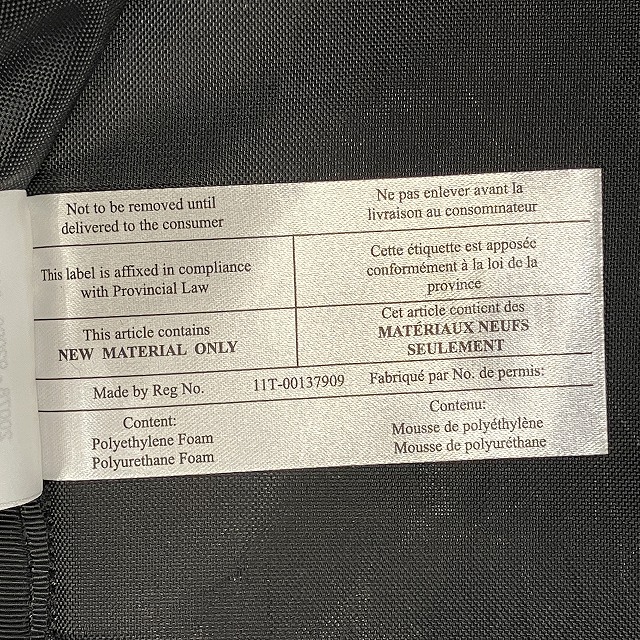 Not to be removed until
delivered to the consumer
Ne pas enlever avant la
livraison au consommateur
This label is affixed in compliance
with Provincial Law
Cette étiquette est apposée
conformément à la loi de la
province
This article contains
NEW MATERIAL ONLY
Cet article contient des
MATÉRIAUX NEUFS
SEULEMENT
Made by Reg No. 11T-00137909 Fabriqué par No. de permis:
Content:
Polyethylene Foam
Polyurethane Foam
Contenu:
Mousse de polyéthylène
Mousse de polyuréthane